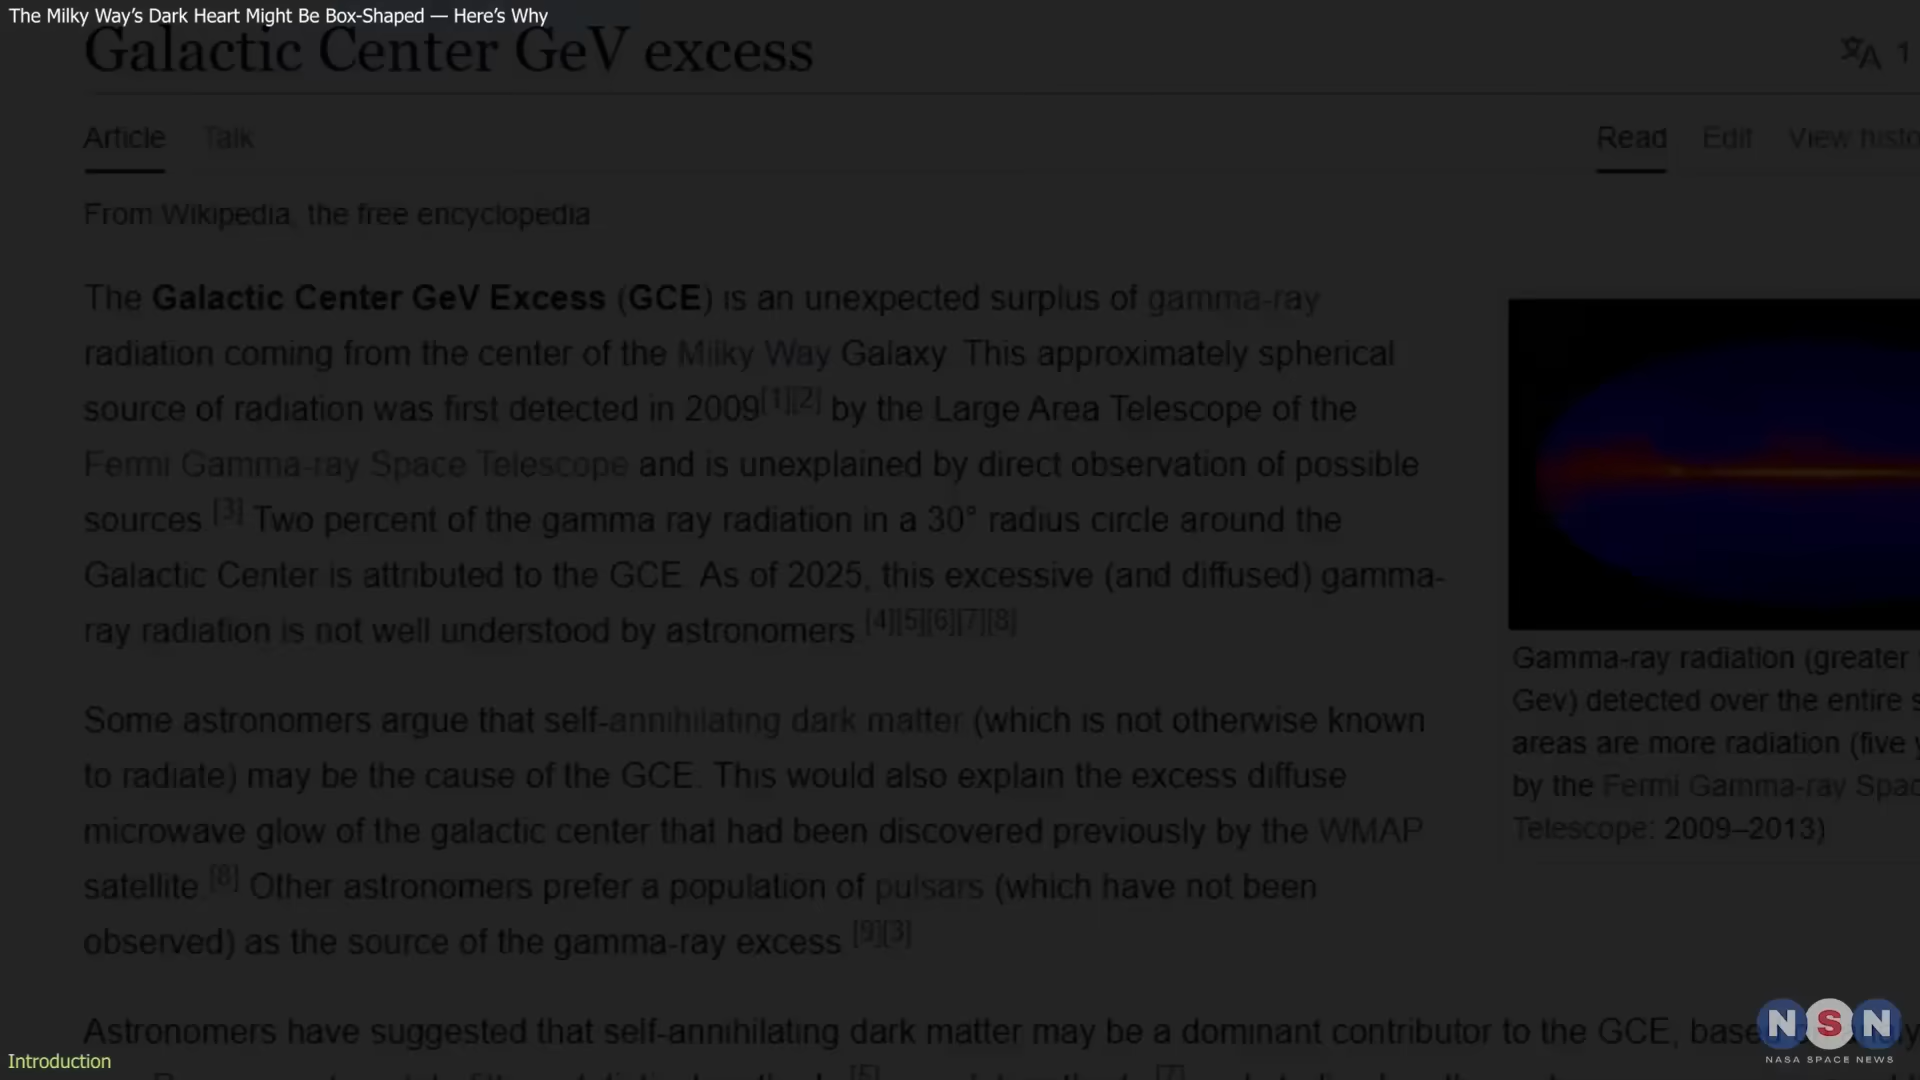 The Milky Way’s Dark Heart Might Be Box-Shaped — Here’s Why
Galactic Center GeV excess
1
Article Talk
Read Edit View histo
From Wikipedia, the free encyclopedia
The Galactic Center GeV Excess (GCE) is an unexpected surplus of gamma-ray
radiation coming from the center of the Milky Way Galaxy. This approximately spherical
source of radiation was first detected in 2009[1][2] by the Large Area Telescope of the
Fermi Gamma-ray Space Telescope and is unexplained by direct observation of possible
sources.[3] Two percent of the gamma ray radiation in a 30° radius circle around the
Galactic Center is attributed to the GCE. As of 2025, this excessive (and diffused) gamma-
ray radiation is not well understood by astronomers.[4][5][6][7][8]
Some astronomers argue that self-annihilating dark matter (which is not otherwise known
to radiate) may be the cause of the GCE. This would also explain the excess diffuse
microwave glow of the galactic center that had been discovered previously by the WMAP
satellite.[8] Other astronomers prefer a population of pulsars (which have not been
observed) as the source of the gamma-ray excess.[9][3]
Astronomers have suggested that self-annihilating dark matter may be a dominant contributor to the GCE,
Gamma-ray radiation (greater
Gev) detected over the entire s
areas are more radiation (five y
by the Fermi Gamma-ray Spac
Telescope: 2009–2013)
NSN
NASA SPACE NEWS
Introduction